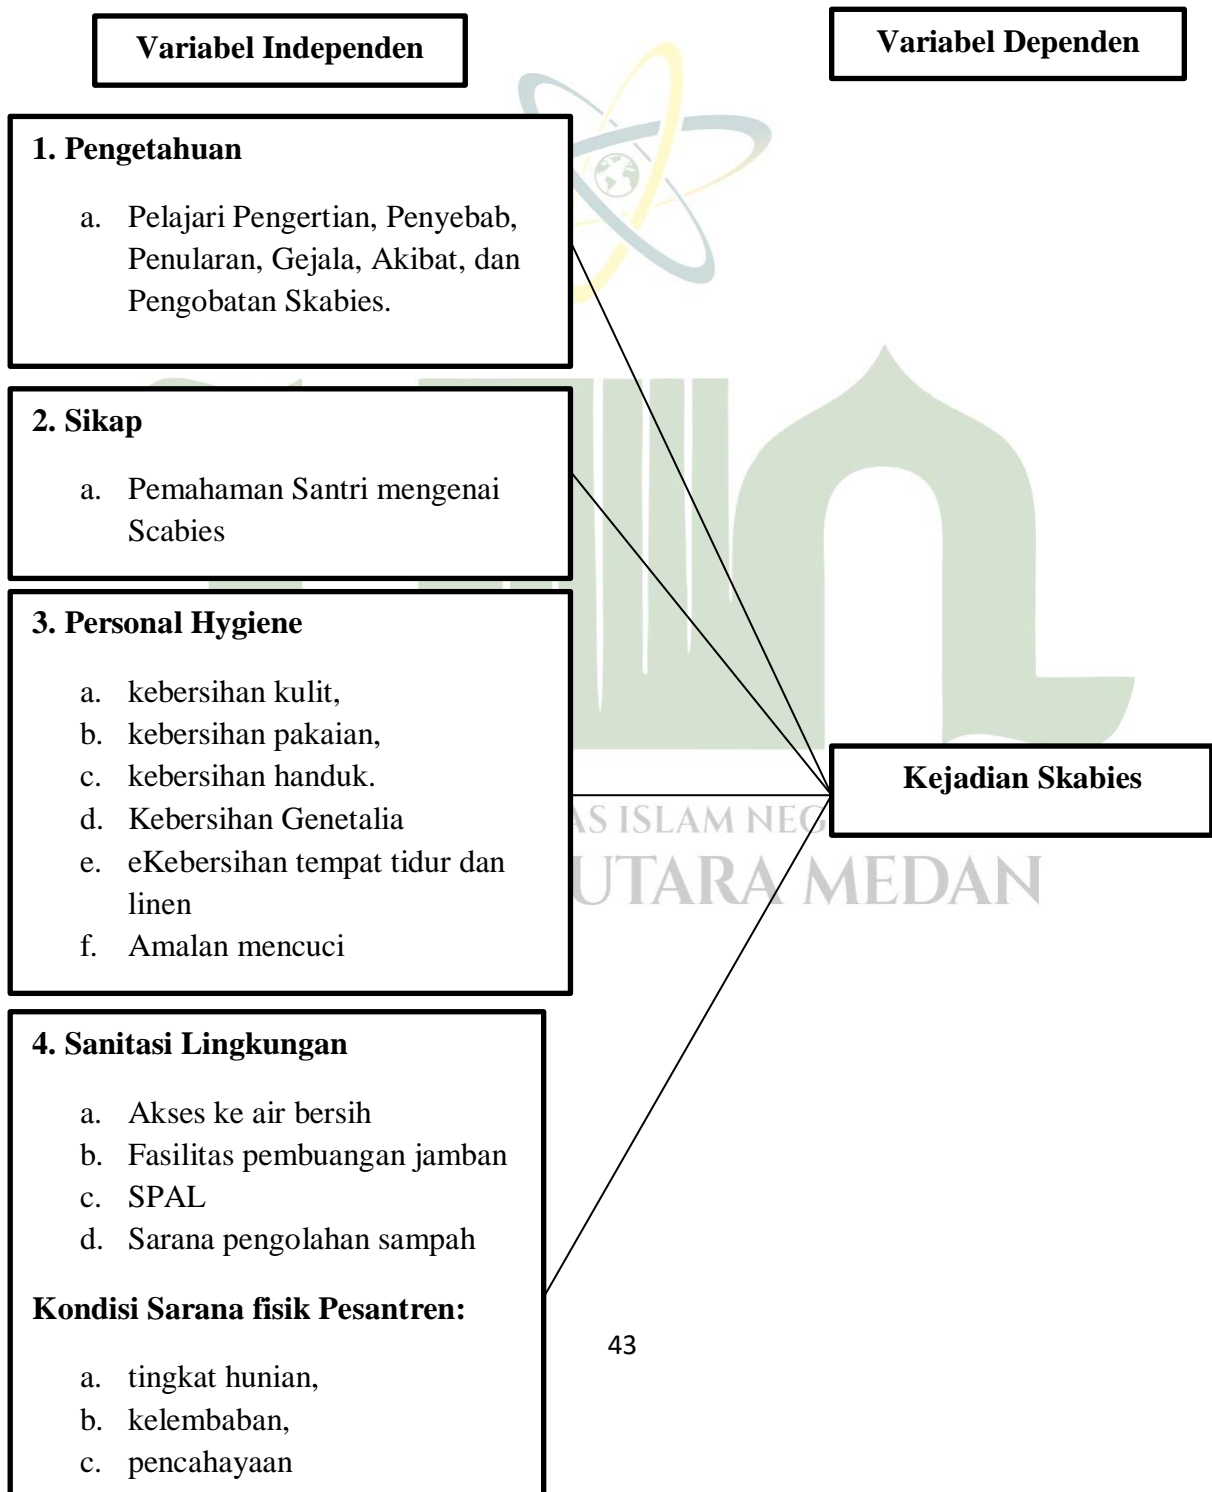 Variabel Independen
Variabel Dependen
1. Pengetahuan
a. Pelajari Pengertian, Penyebab,
Penularan, Gejala, Akibat, dan
Pengobatan Skabies.
2. Sikap
a. Pemahaman Santri mengenai
Scabies
3. Personal Hygiene
a. kebersihan kulit,
b. kebersihan pakaian,
c. kebersihan handuk.
d. Kebersihan Genetalia
e. eKebersihan tempat tidur dan
linen
f. Amalan mencuci
Kejadian Skabies
AS ISLAM NEG
UTARA MEDAN
4. Sanitasi Lingkungan
a. Akses ke air bersih
b. Fasilitas pembuangan jamban
c. SPAL
d. Sarana pengolahan sampah
Kondisi Sarana fisik Pesantren:
a. tingkat hunian,
b. kelembaban,
c. pencahayaan
43